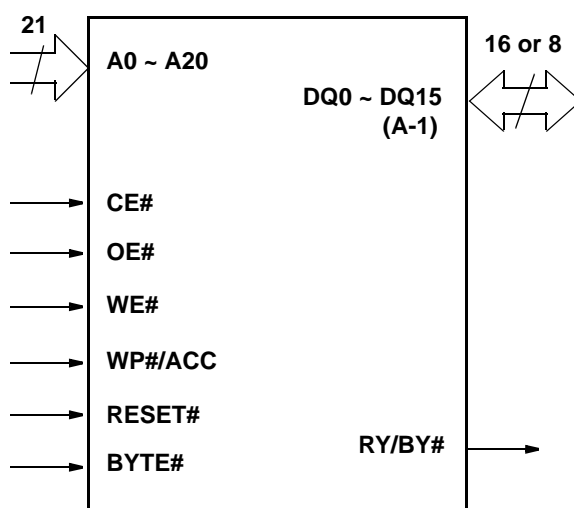 21
A0 ~ A20
16 or 8
DQ0 ~ DQ15
(A-1)
CE#
OE#
WE#
WP#/ACC
RESET#
RY/BY#
BYTE#